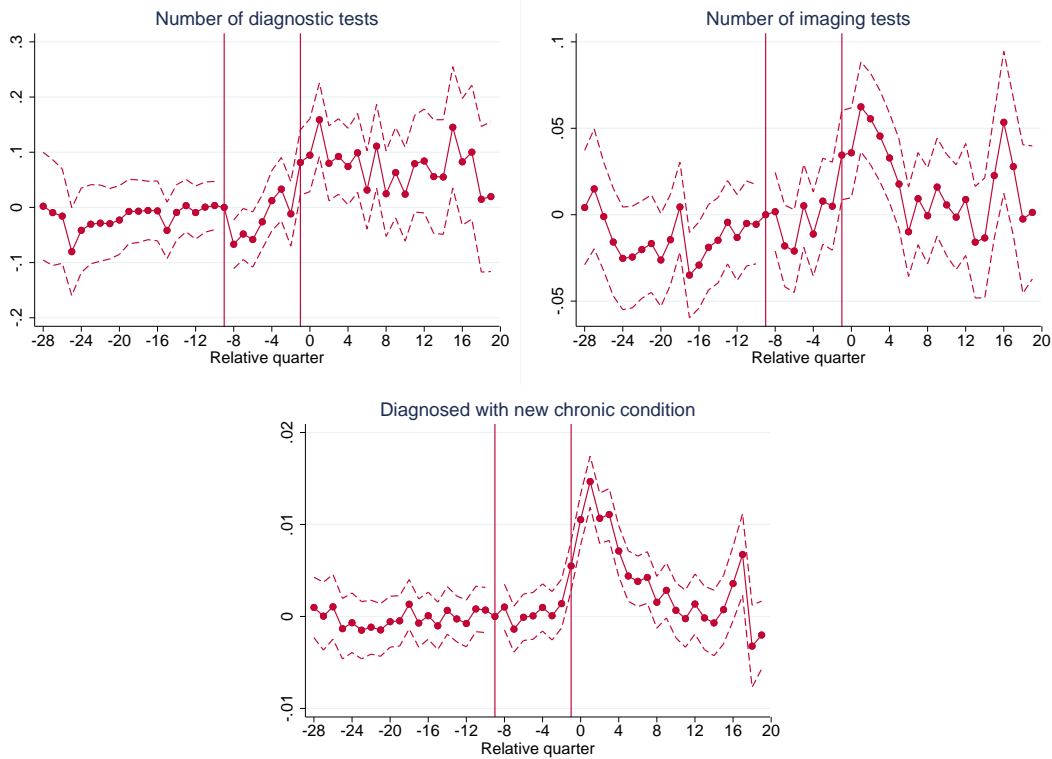 Number of diagnostic tests
.3
.2
.1
0
-.1
-.2
-28 -24 -20 -16 -12 -8 -4 0 4 8 12 16 20
Relative quarter
Number of imaging tests
.1
.05
0
-.05
-28 -24 -20 -16 -12 -8 -4 0 4 8 12 16 20
Relative quarter
Diagnosed with new chronic condition
.02
.01
0
-.01
-28 -24 -20 -16 -12 -8 -4 0 4 8 12 16 20
Relative quarter